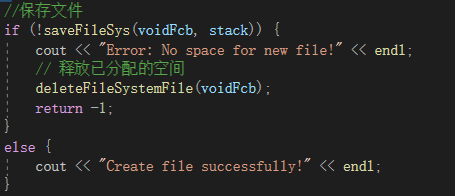 //保存文件
if (!saveFileSys(voidFcb, stack)) {
cout << "Error: No space for new file!" << endl;
// 释放已分配的空间
deleteFileSystemFile(voidFcb);
return -1;
}
else {
cout << "Create file successfully!" << endl;
}